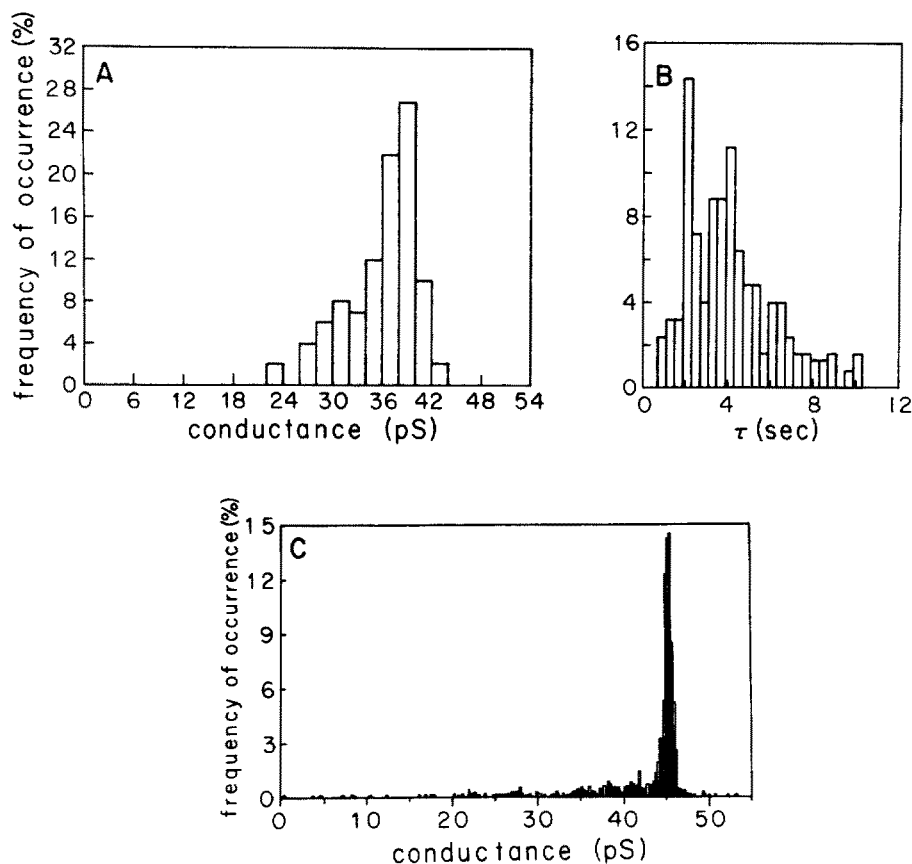 frequency of occurrence (%)
32
28
24
20
16
12
8
4
0
A
0 6 12 18 24 30 36 42 48 54
conductance (pS)
16
12
8
4
0
B
0 4 8 12
τ (sec)
frequency of occurrence (%)
15
12
9
6
3
0
C
0 10 20 30 40 50
conductance (pS)